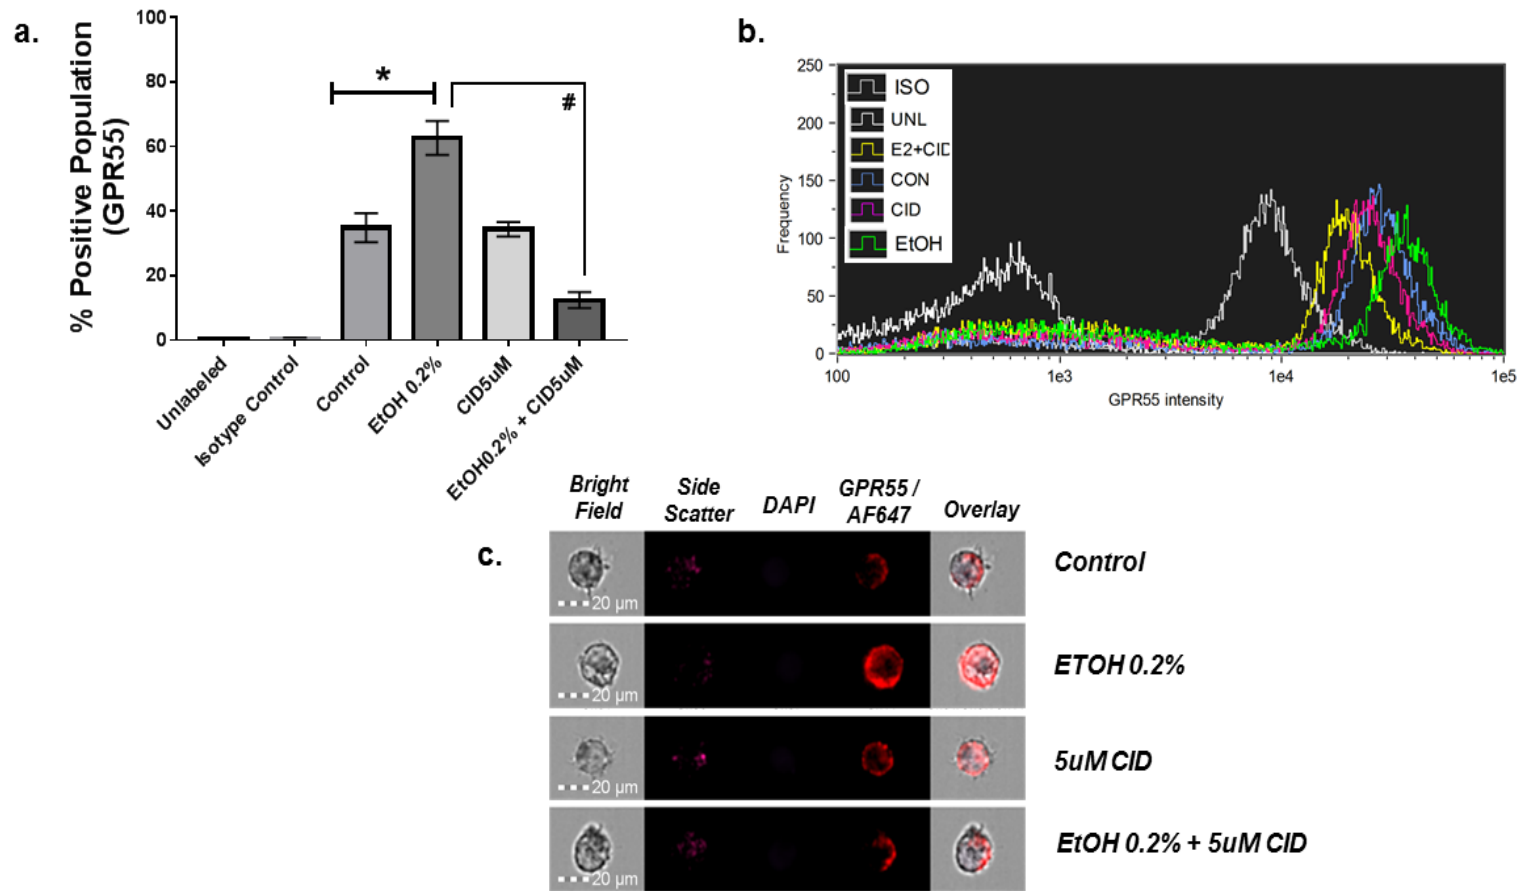 a.
% Positive Population
(GPR55)
100
80
60
40
20
0
*
#
Unlabeled
Isotype Control
Control
EtOH 0.2%
CID5uM
EtOH0.2% + CID5uM
b.
Frequency
250
200
150
100
50
0
ISO
UNL
E2+CID
CON
CID
EtOH
100
1e3
1e4
1e5
GPR55 intensity
c.
Bright
Field
Side
Scatter
DAPI
GPR55 /
AF647
Overlay
20 µm
Control
20 µm
ETOH 0.2%
20 µm
5uM CID
20 µm
EtOH 0.2% + 5uM CID